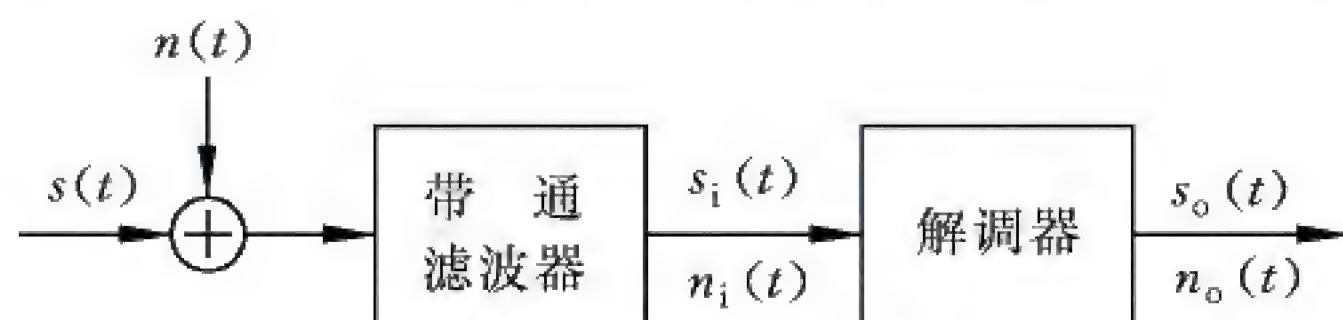 n(t)
s(t)
带 通
滤波器
s_i(t)
n_i(t)
解调器
s_o(t)
n_o(t)